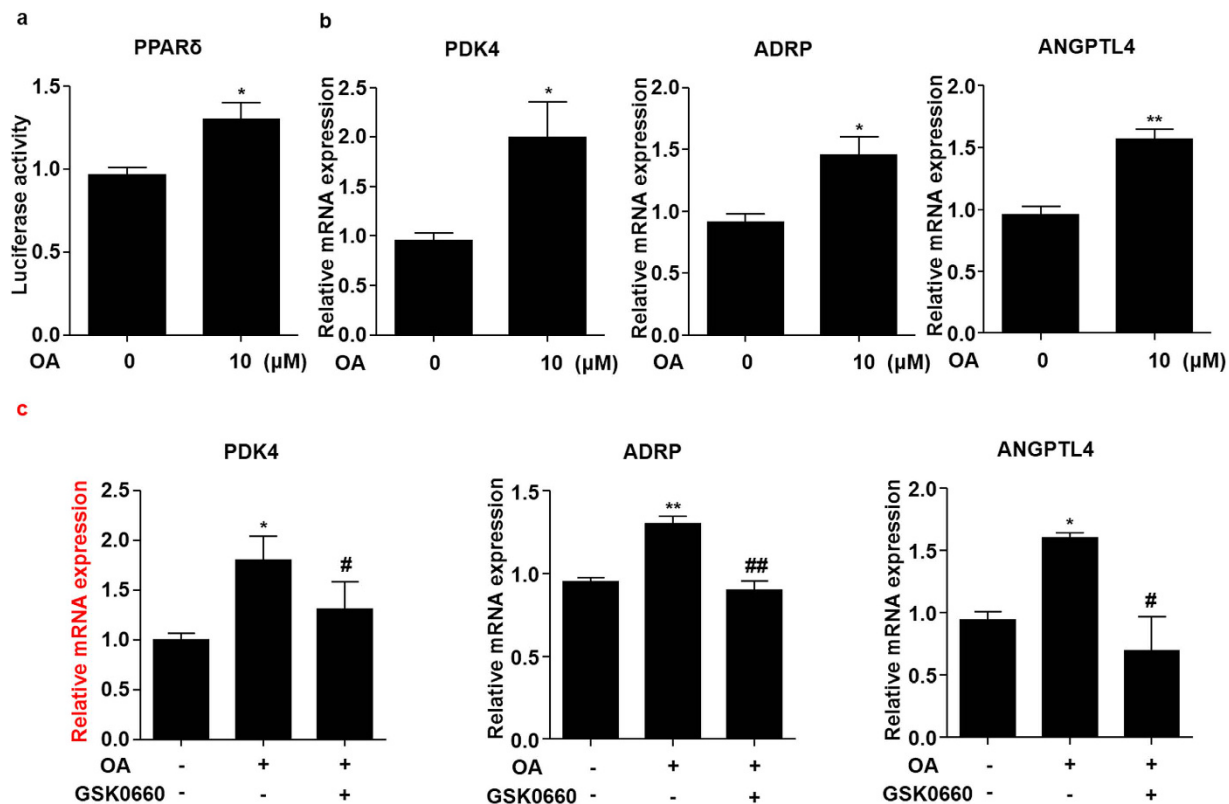 a
b
PPARδ
PDK4
ADRP
ANGPTL4
Luciferase activity
1.5
1.0
0.5
0.0
*
OA 0 10 (µM)
Relative mRNA expression
2.5
2.0
1.5
1.0
0.5
0.0
*
0 10 (µM)
Relative mRNA expression
2.0
1.5
1.0
0.5
0.0
*
OA 0 10 (µM)
Relative mRNA expression
2.0
1.5
1.0
0.5
0.0
**
OA 0 10 (µM)
OA
c
PDK4
Relative mRNA expression
2.5
2.0
1.5
1.0
0.5
0.0
*
#
OA - + +
GSK0660 - - +
ADRP
Relative mRNA expression
1.5
1.0
0.5
0.0
**
##
OA - + +
GSK0660 - - +
ANGPTL4
Relative mRNA expression
2.0
1.5
1.0
0.5
0.0
*
#
OA - + +
GSK0660 - - +